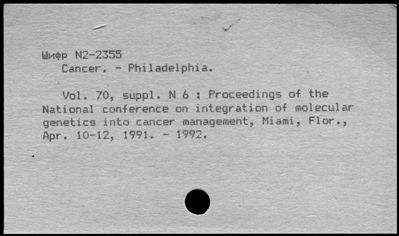 Шифр N2-2355
Cancer. - Philadelphia.
Vol. 70, suppl. N 6 : Proceedings of the
National conference on integration of molecular
genetics into cancer management, Miami, Flor.,
Apr. 10-12, 1991. - 1992.